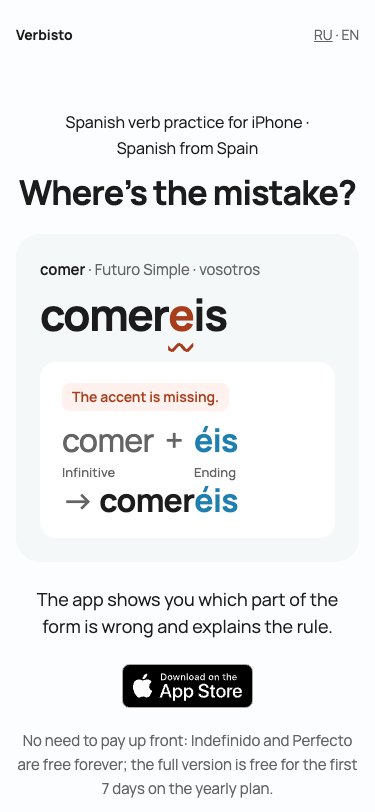 Verbisto
RU · EN
Spanish verb practice for iPhone ·
Spanish from Spain
Where’s the mistake?
comer · Futuro Simple · vosotros
comereis
The accent is missing.
comer + éis
Infinitive Ending
→ comeréis
The app shows you which part of the
form is wrong and explains the rule.
Download on the
App Store
No need to pay up front: Indefinido and Perfecto
are free forever; the full version is free for the first
7 days on the yearly plan.